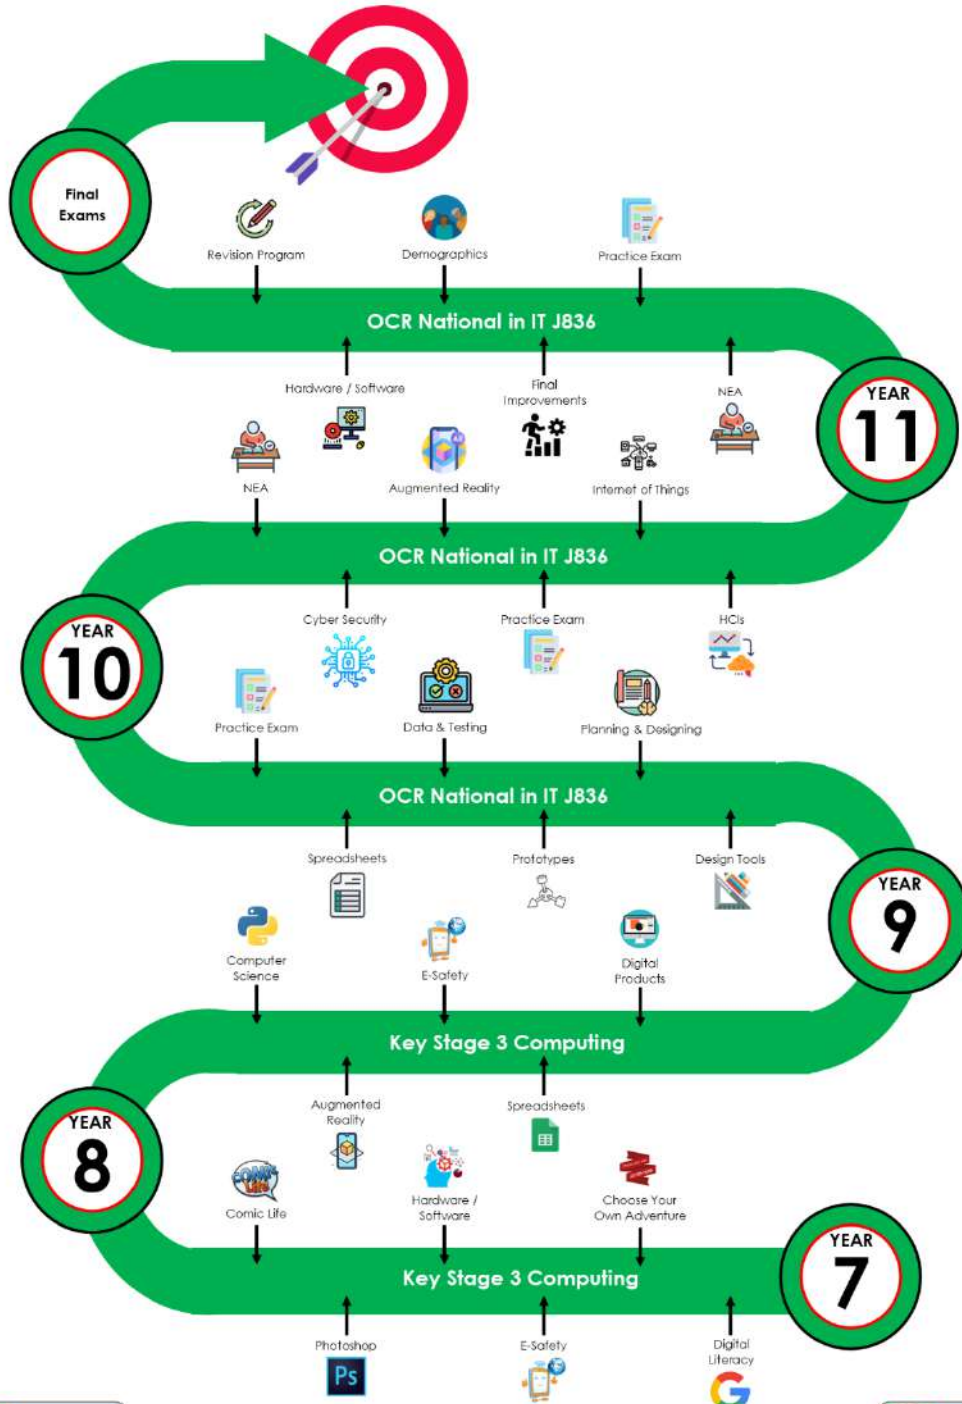 Final
Exams
Revision Program
Demographics
Practice Exam
OCR National in IT J836
Hardware / Software
Final
Improvements
NEA
YEAR
11
NEA
Augmented Reality
AR
Internet of Things
OCR National in IT J836
Cyber Security
Practice Exam
HCIs
YEAR
10
Practice Exam
Data & Testing
Planning & Designing
OCR National in IT J836
Spreadsheets
Prototypes
Design Tools
YEAR
9
Computer
Science
E-Safety
Digital
Products
Key Stage 3 Computing
Augmented
Reality
Spreadsheets
YEAR
8
COMIC
Life
Comic Life
Hardware /
Software
Choose Your
Own Adventure
Key Stage 3 Computing
YEAR
7
Photoshop
Ps
E-Safety
Digital
Literacy
G